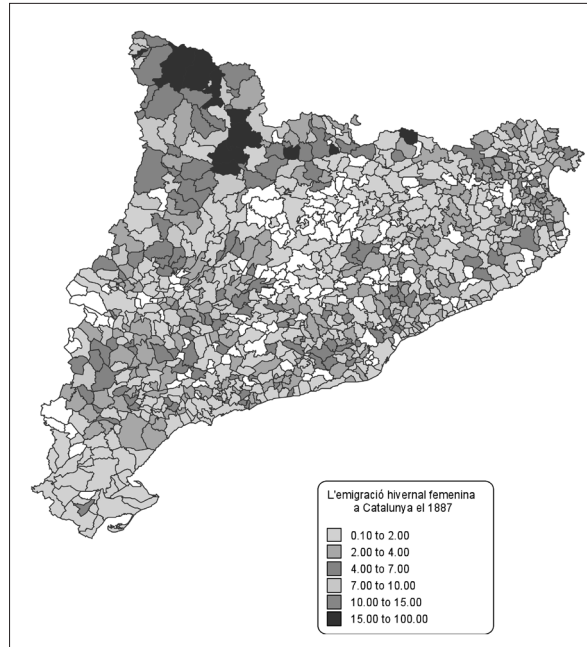 L'emigració hivernal femenina
a Catalunya el 1887
0.10 to 2.00
2.00 to 4.00
4.00 to 7.00
7.00 to 10.00
10.00 to 15.00
15.00 to 100.00